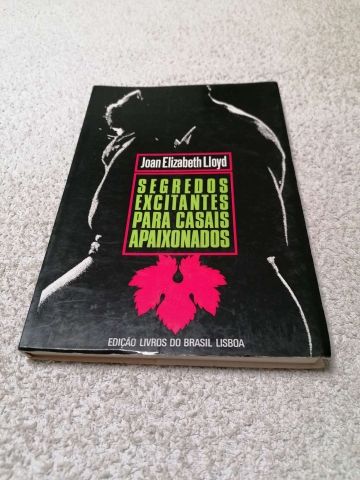 Joan Elizabeth Lloyd
SEGREDOS
EXCITANTES
PARA CASAIS
APAIXONADOS
EDIÇÃO LIVROS DO BRASIL LISBOA